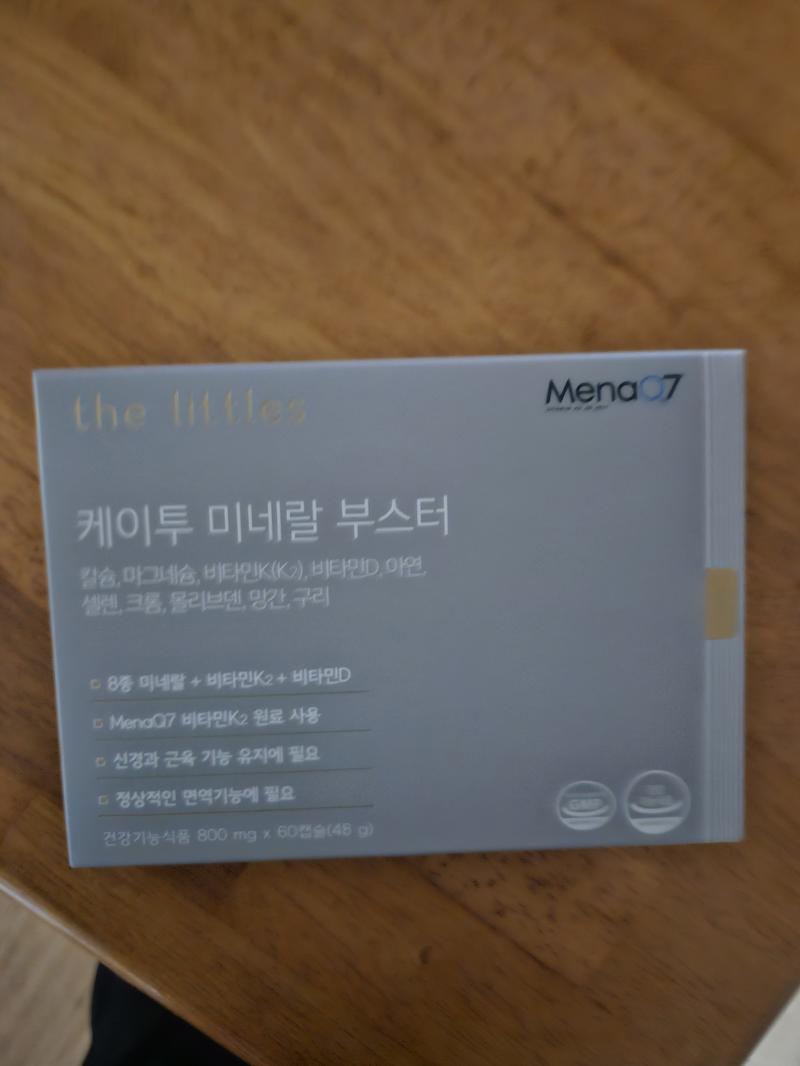 the littles
MenaQ7
케이투 미네랄 부스터
칼슘, 마그네슘, 비타민K(K₂), 비타민D, 아연,
셀렌, 크롬, 몰리브덴, 망간, 구리
8종 미네랄 + 비타민K₂ + 비타민D
MenaQ7 비타민K₂ 원료 사용
신경과 근육 기능 유지에 필요
정상적인 면역기능에 필요
건강기능식품 800 mg x 60캡슐(48 g)
GMP